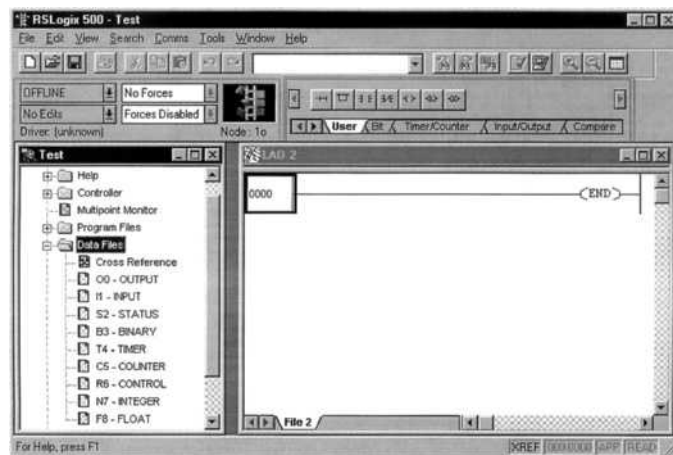 RSLogix 500 - Test
File Edit View Search Comms Tools Window Help
OFFLINE No Forces
No Edits Forces Disabled
Driver: (unknown) Node: 1o
User Bit Timer/Counter Input/Output Compare
Test
Help
Controller
Multipoint Monitor
Program Files
Data Files
Cross Reference
O0 - OUTPUT
I1 - INPUT
S2 - STATUS
B3 - BINARY
T4 - TIMER
C5 - COUNTER
R6 - CONTROL
N7 - INTEGER
F8 - FLOAT
LAD 2
0000 END
File 2
For Help, press F1 XREF 000:0000 APP READ